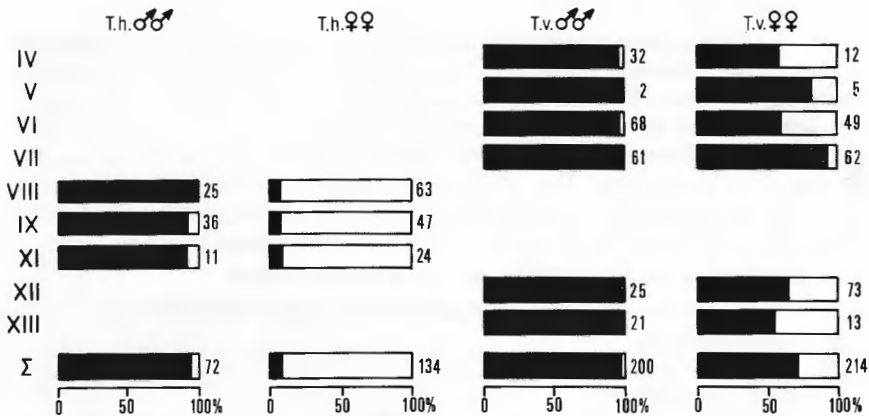 T.h.♂♂ T.h.♀♀ T.v.♂♂ T.v.♀♀
IV 32 12
V 2 5
VI 68 49
VII 61 62
VIII 25 63
IX 36 47
XI 11 24
XII 25 73
XIII 21 13
Σ 72 134 200 214
0 50 100% 0 50 100% 0 50 100% 0 50 100%